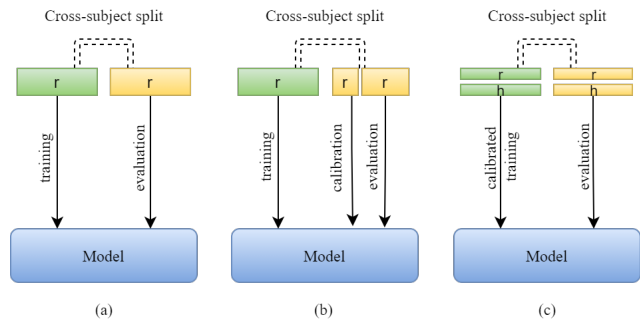 Cross-subject split
r
r
training
evaluation
Model
(a)
Cross-subject split
r
r
r
training
calibration
evaluation
Model
(b)
Cross-subject split
r
h
r
h
calibrated
training
evaluation
Model
(c)